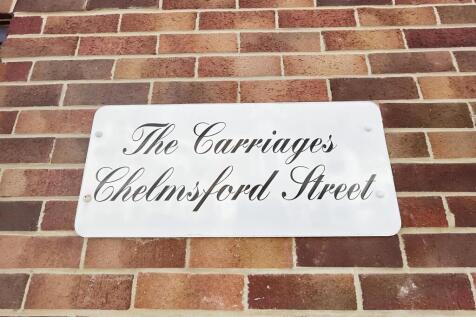 The Carriages
Chelmsford Street